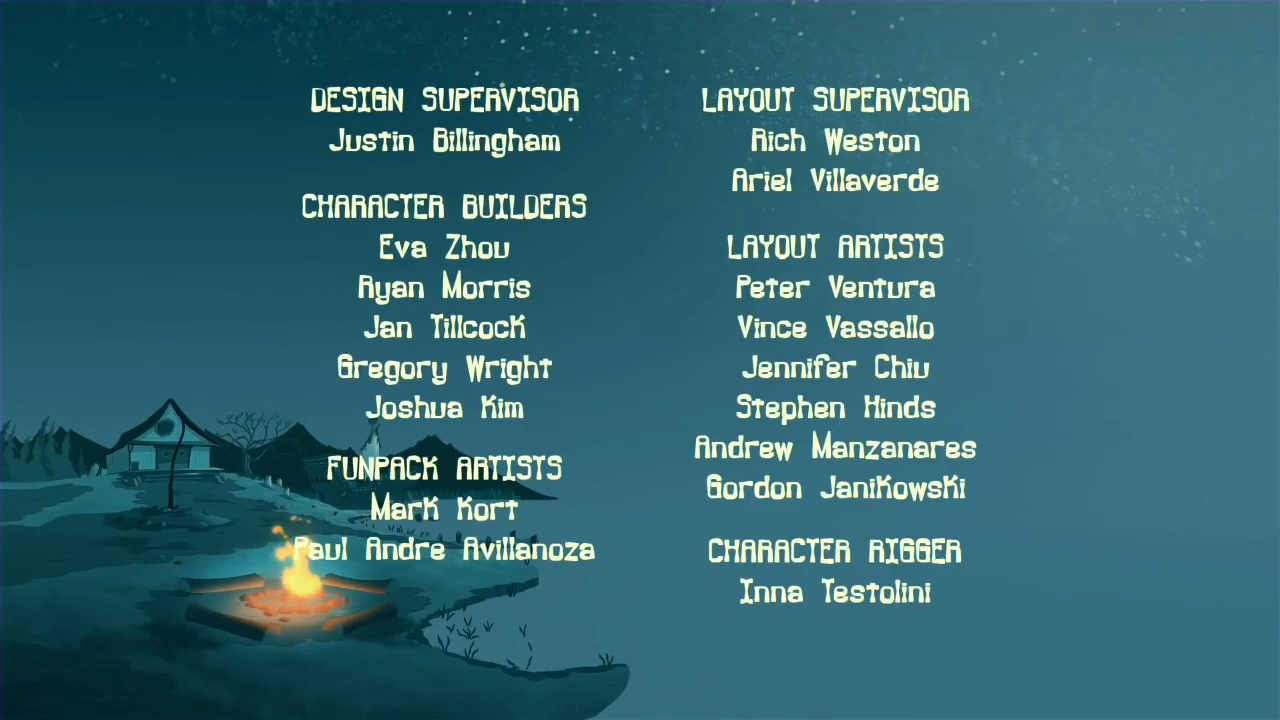 DESIGN SUPERVISOR
Justin Billingham
CHARACTER BUILDERS
Eva Zhou
Ryan Morris
Jan Tillcock
Gregory Wright
Joshua Kim
FUNPACK ARTISTS
Mark Kort
Paul Andre Avillanoza
LAYOUT SUPERVISOR
Rich Weston
Ariel Villaverde
LAYOUT ARTISTS
Peter Ventura
Vince Vassallo
Jennifer Chiu
Stephen Hinds
Andrew Manzanares
Gordon Janikowski
CHARACTER RIGGER
Inna Testolini